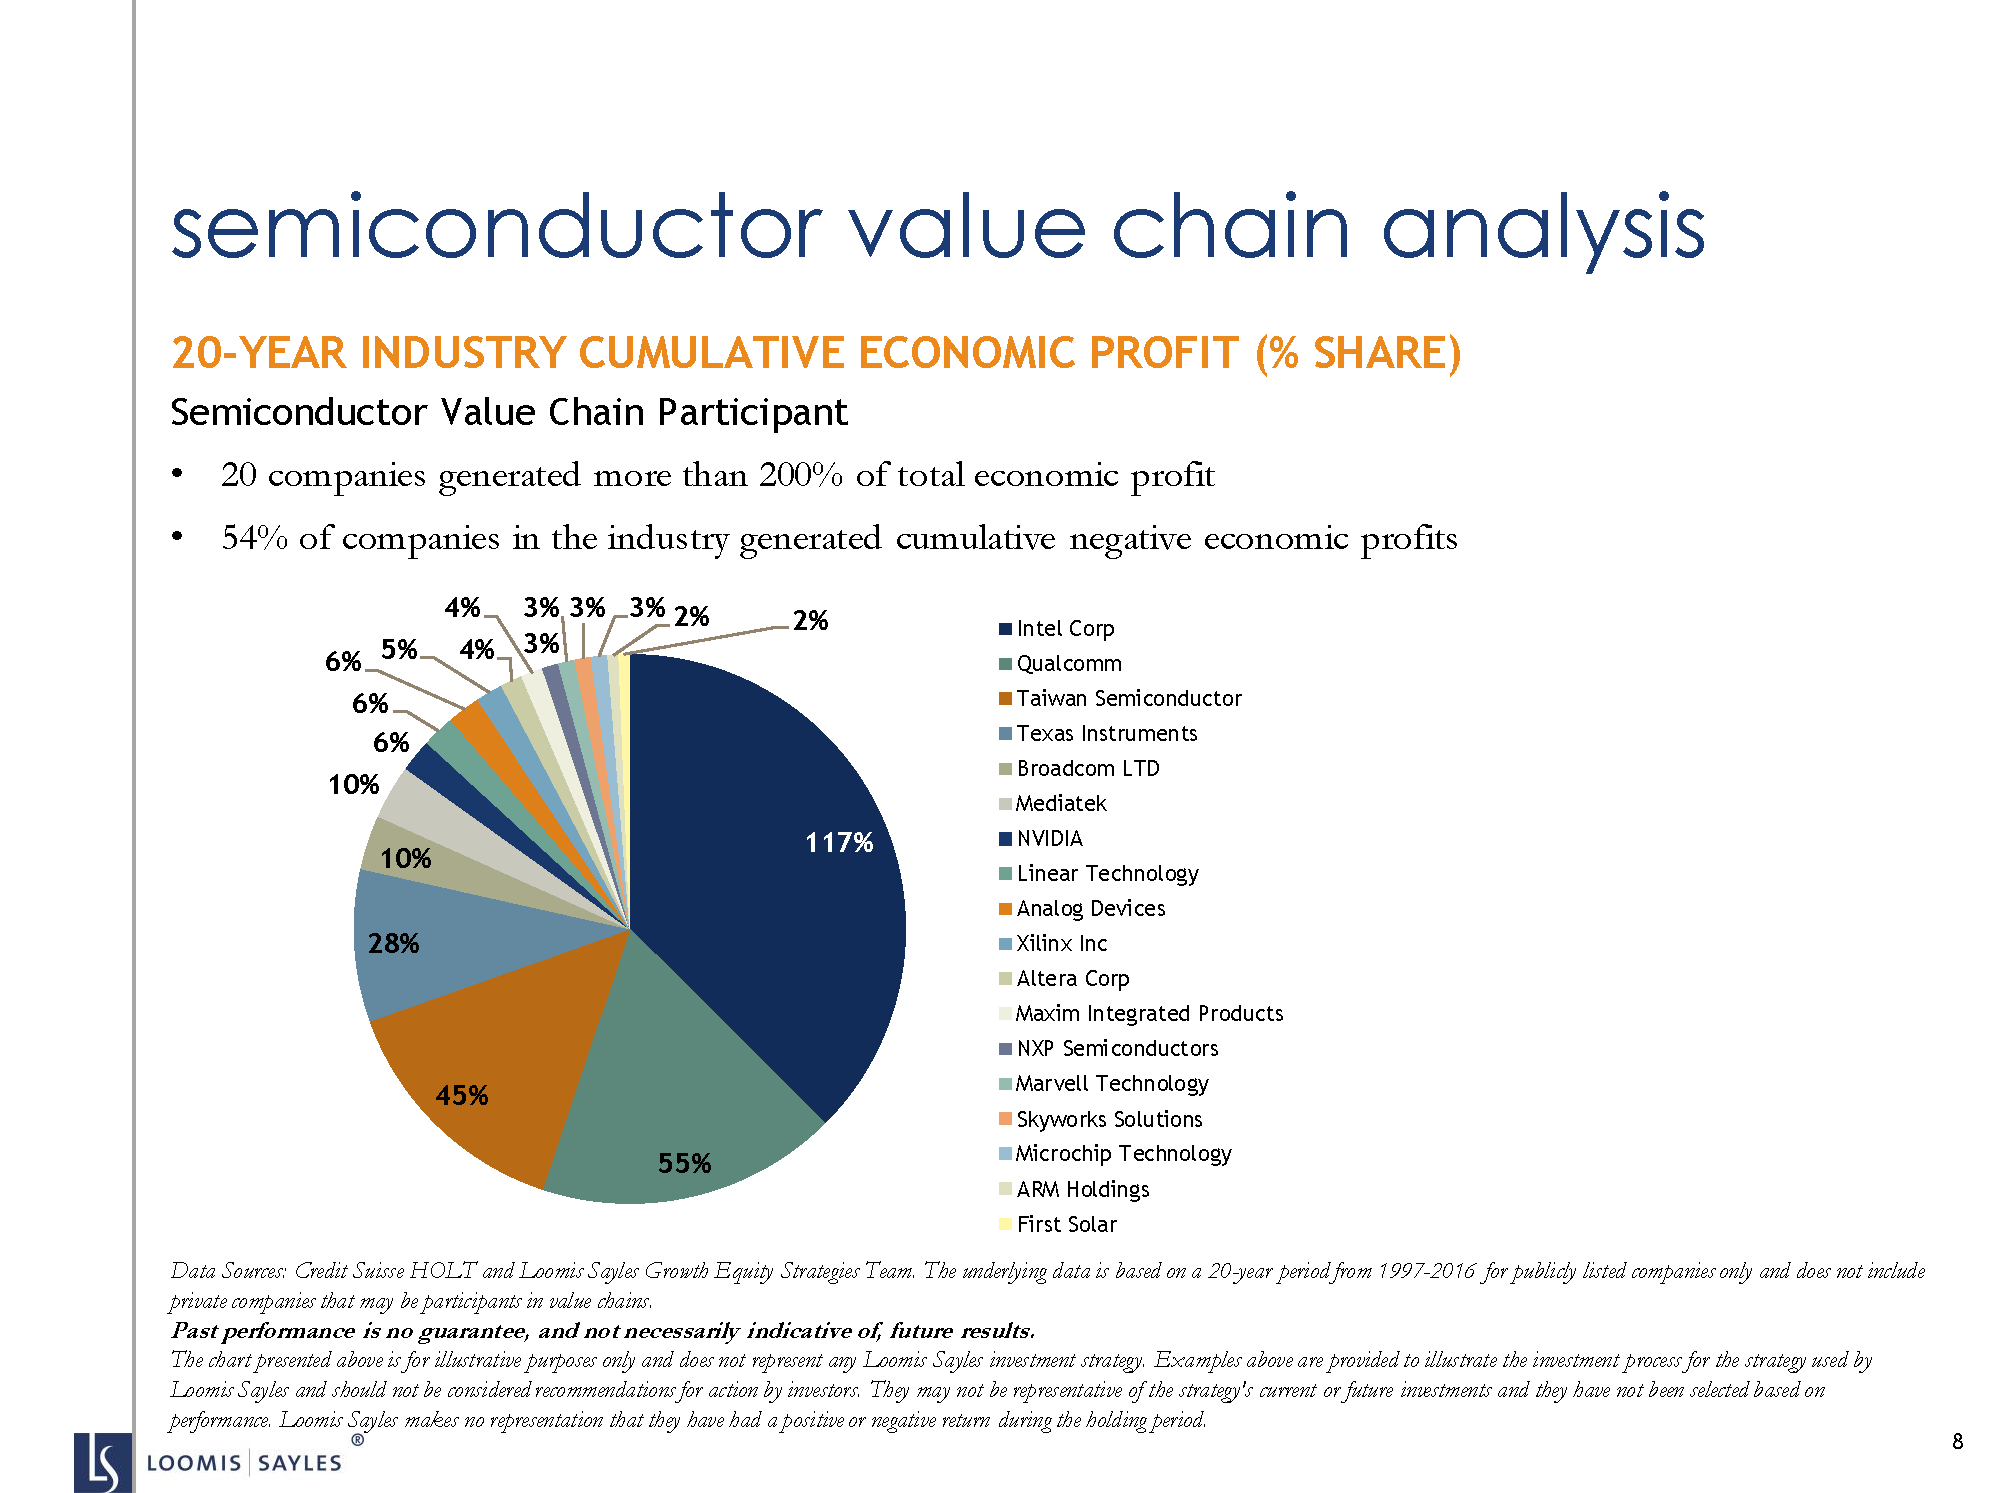 semiconductor value chain analysis
20-YEAR INDUSTRY CUMULATIVE ECONOMIC PROFIT (% SHARE)
Semiconductor Value Chain Participant
• 20 companies generated more than 200% of total economic profit
• 54% of companies in the industry generated cumulative negative economic profits
4% 3% 3% 3% 2% 2%
6% 5% 4% 3%
6%
6%
10%
117%
10%
28%
45%
55%
Intel Corp
Qualcomm
Taiwan Semiconductor
Texas Instruments
Broadcom LTD
Mediatek
NVIDIA
Linear Technology
Analog Devices
Xilinx Inc
Altera Corp
Maxim Integrated Products
NXP Semiconductors
Marvell Technology
Skyworks Solutions
Microchip Technology
ARM Holdings
First Solar
Data Sources: Credit Suisse HOLT and Loomis Sayles Growth Equity Strategies Team. The underlying data is based on a 20-year period from 1997-2016 for publicly listed companies only and does not include
private companies that may be participants in value chains.
Past performance is no guarantee, and not necessarily indicative of, future results.
The chart presented above is for illustrative purposes only and does not represent any Loomis Sayles investment strategy. Examples above are provided to illustrate the investment process for the strategy used by
Loomis Sayles and should not be considered recommendations for action by investors. They may not be representative of the strategy's current or future investments and they have not been selected based on
performance. Loomis Sayles makes no representation that they have had a positive or negative return during the holding period.
LS LOOMIS | SAYLES ®
8